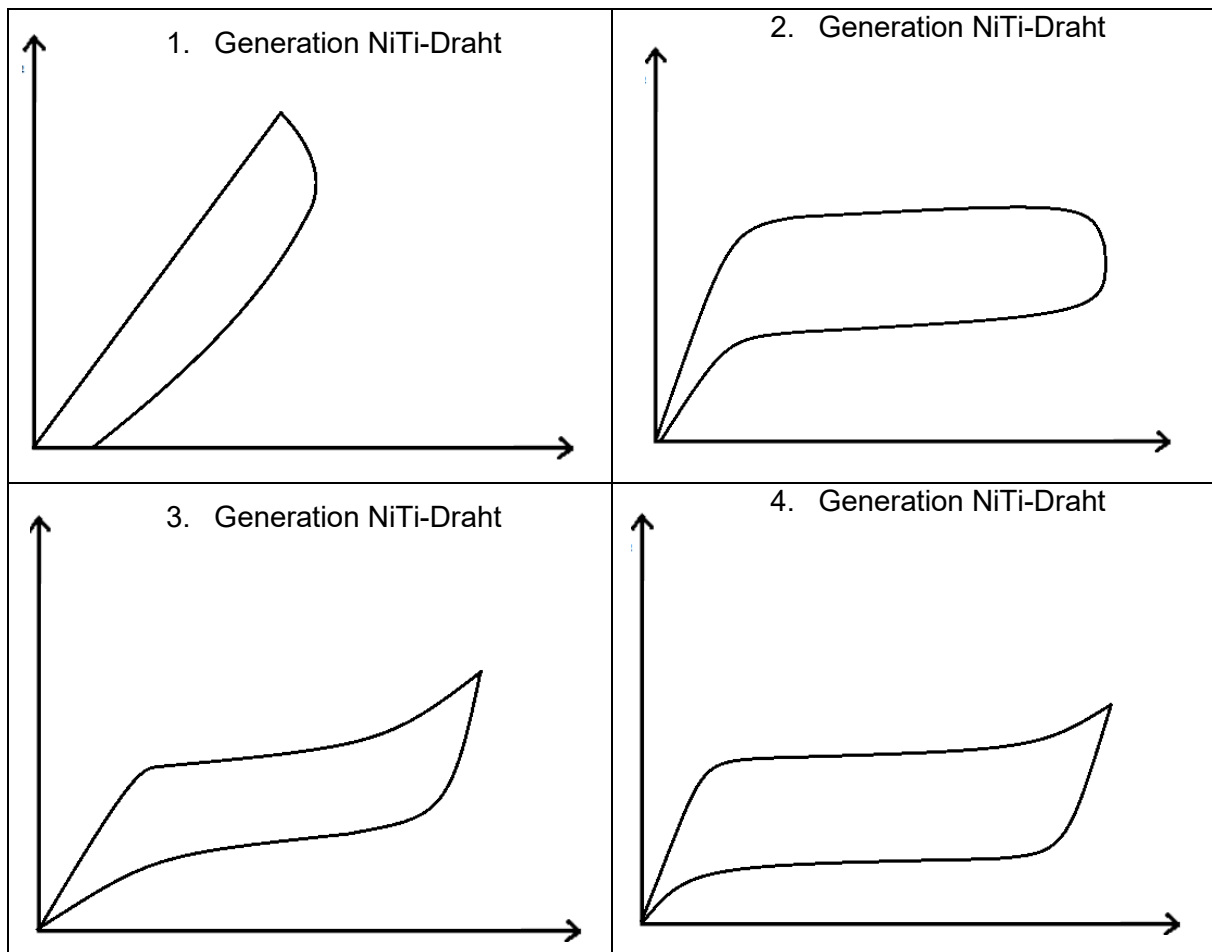 1. Generation NiTi-Draht
2. Generation NiTi-Draht
3. Generation NiTi-Draht
4. Generation NiTi-Draht